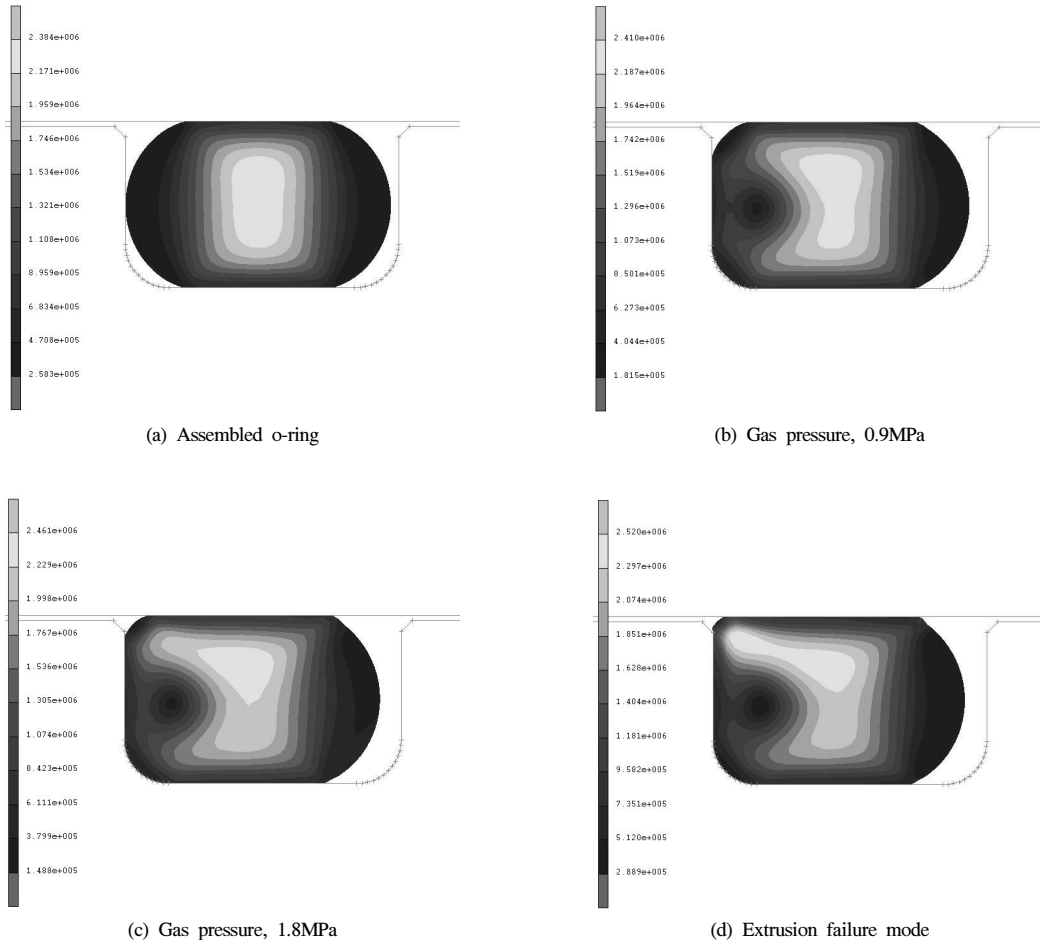 2.384e+006
2.171e+006
1.959e+006
1.746e+006
1.534e+006
1.321e+006
1.108e+006
8.959e+005
6.834e+005
4.708e+005
2.583e+005
(a) Assembled o-ring
2.410e+006
2.187e+006
1.964e+006
1.742e+006
1.519e+006
1.296e+006
1.073e+006
8.501e+005
6.273e+005
4.044e+005
1.815e+005
(b) Gas pressure, 0.9MPa
2.461e+006
2.229e+006
1.998e+006
1.767e+006
1.536e+006
1.305e+006
1.074e+006
8.423e+005
6.111e+005
3.799e+005
1.488e+005
(c) Gas pressure, 1.8MPa
2.520e+006
2.297e+006
2.074e+006
1.851e+006
1.628e+006
1.404e+006
1.181e+006
9.582e+005
7.351e+005
5.120e+005
2.889e+005
(d) Extrusion failure mode